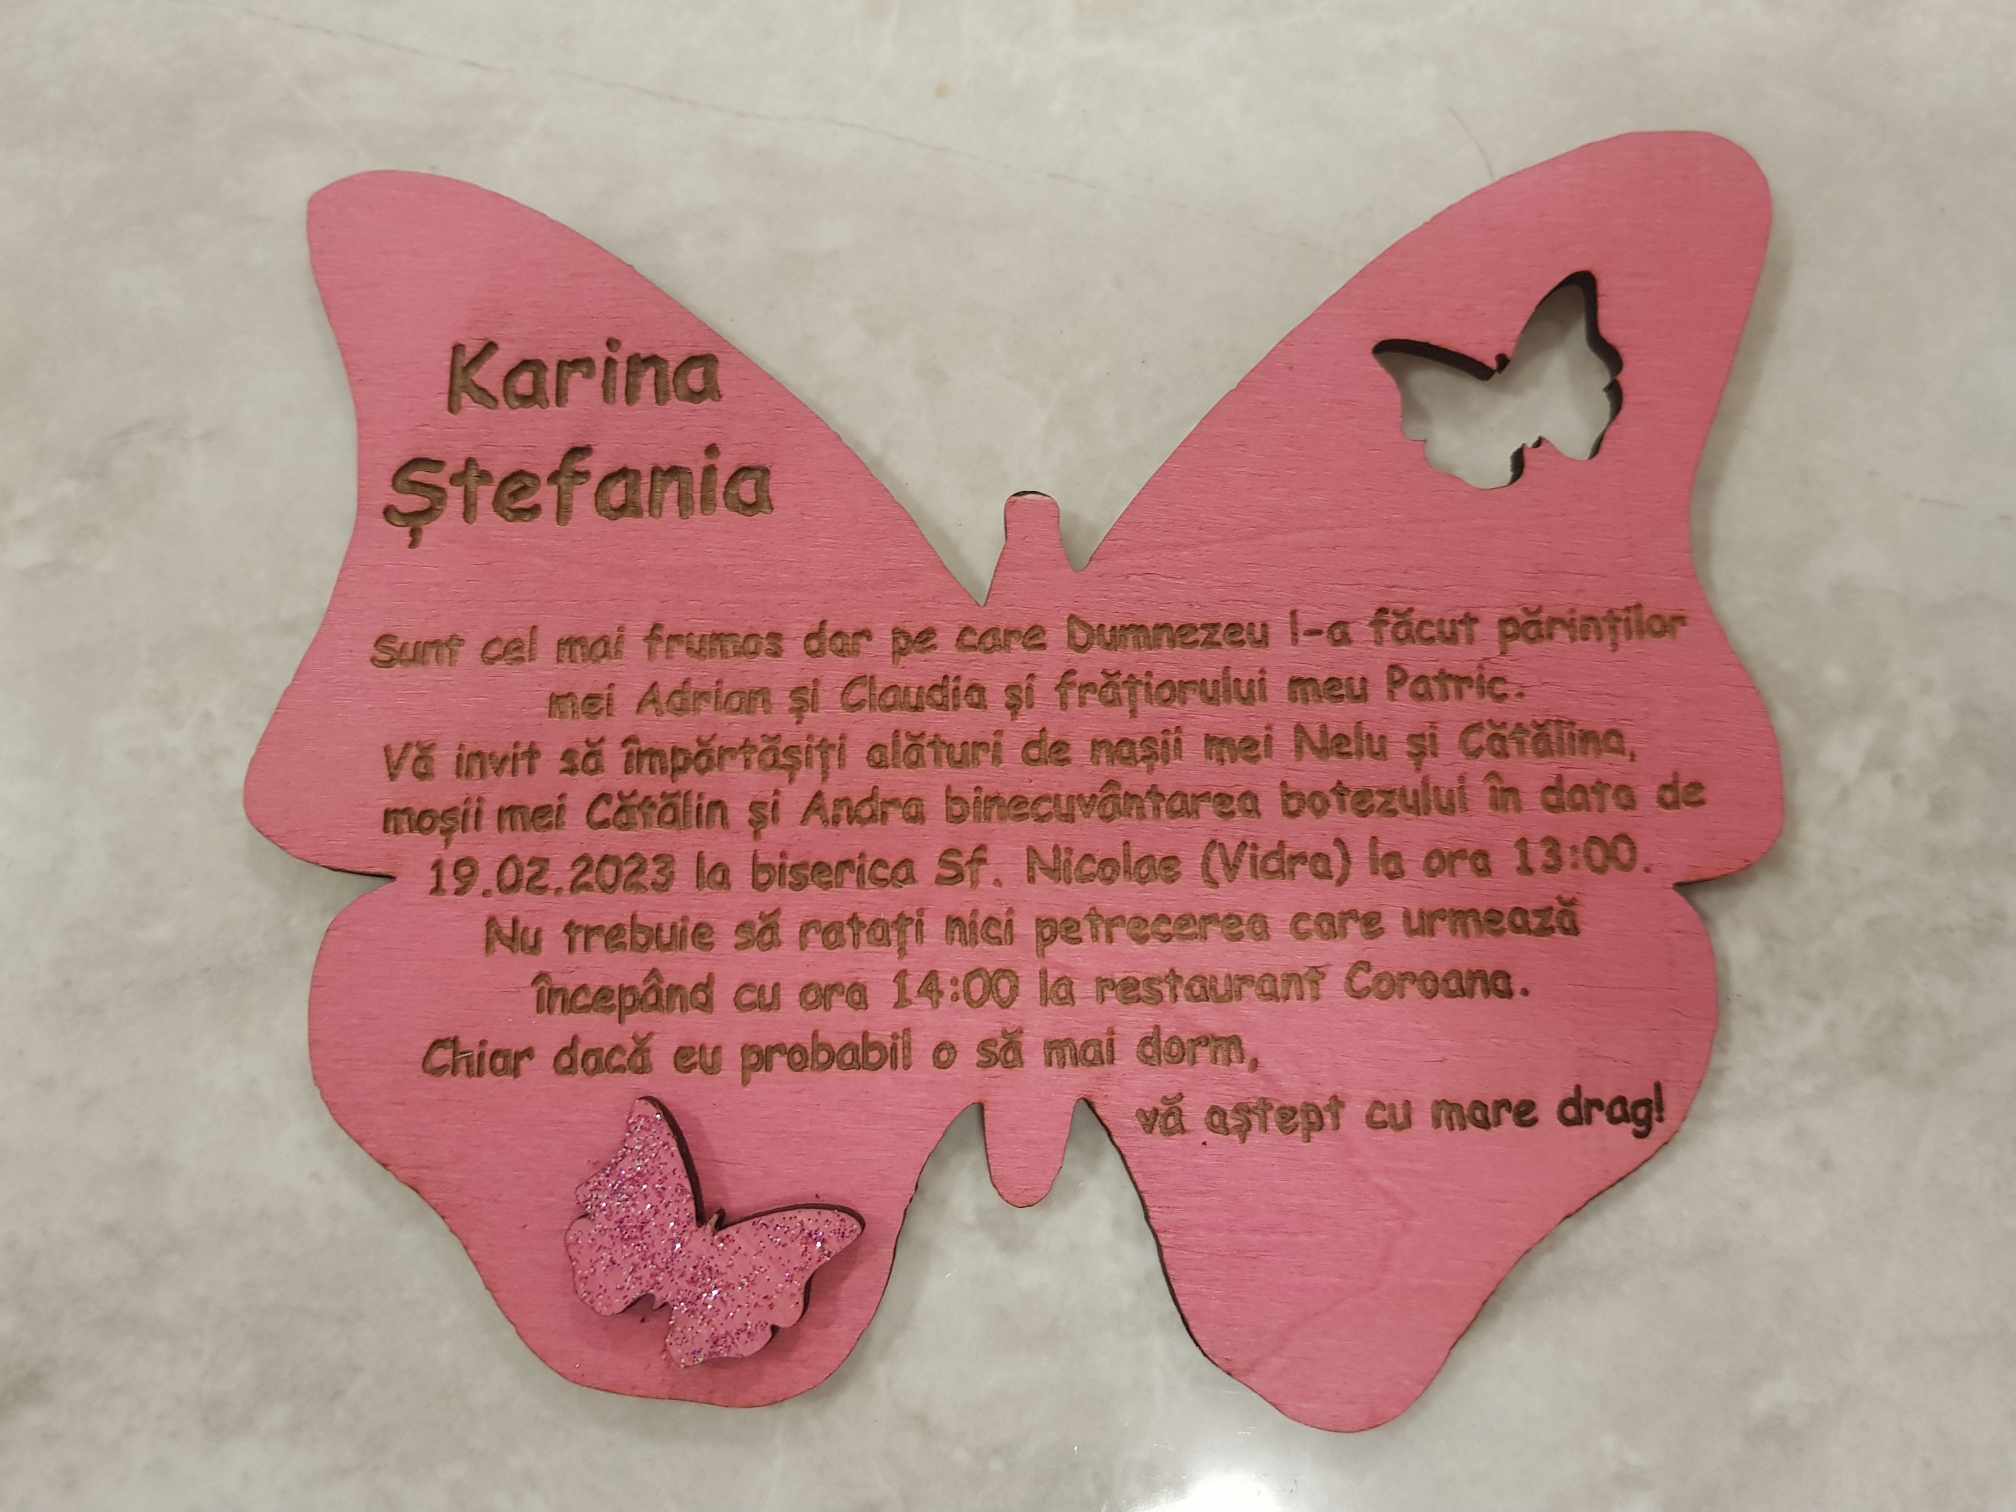 Karina
Ștefania
Sunt cel mai frumos dar pe care Dumnezeu l-a făcut părinților
mei Adrian și Claudia și frățiorului meu Patric.
Vă invit să împărtășiți alături de nașii mei Nelu și Cătălina,
moșii mei Cătălin și Andra binecuvântarea botezului în data de
19.02.2023 la biserica Sf. Nicolae (Vidra) la ora 13:00.
Nu trebuie să ratați nici petrecerea care urmează
începând cu ora 14:00 la restaurant Coroana.
Chiar dacă eu probabil o să mai dorm,
vă aștept cu mare drag!